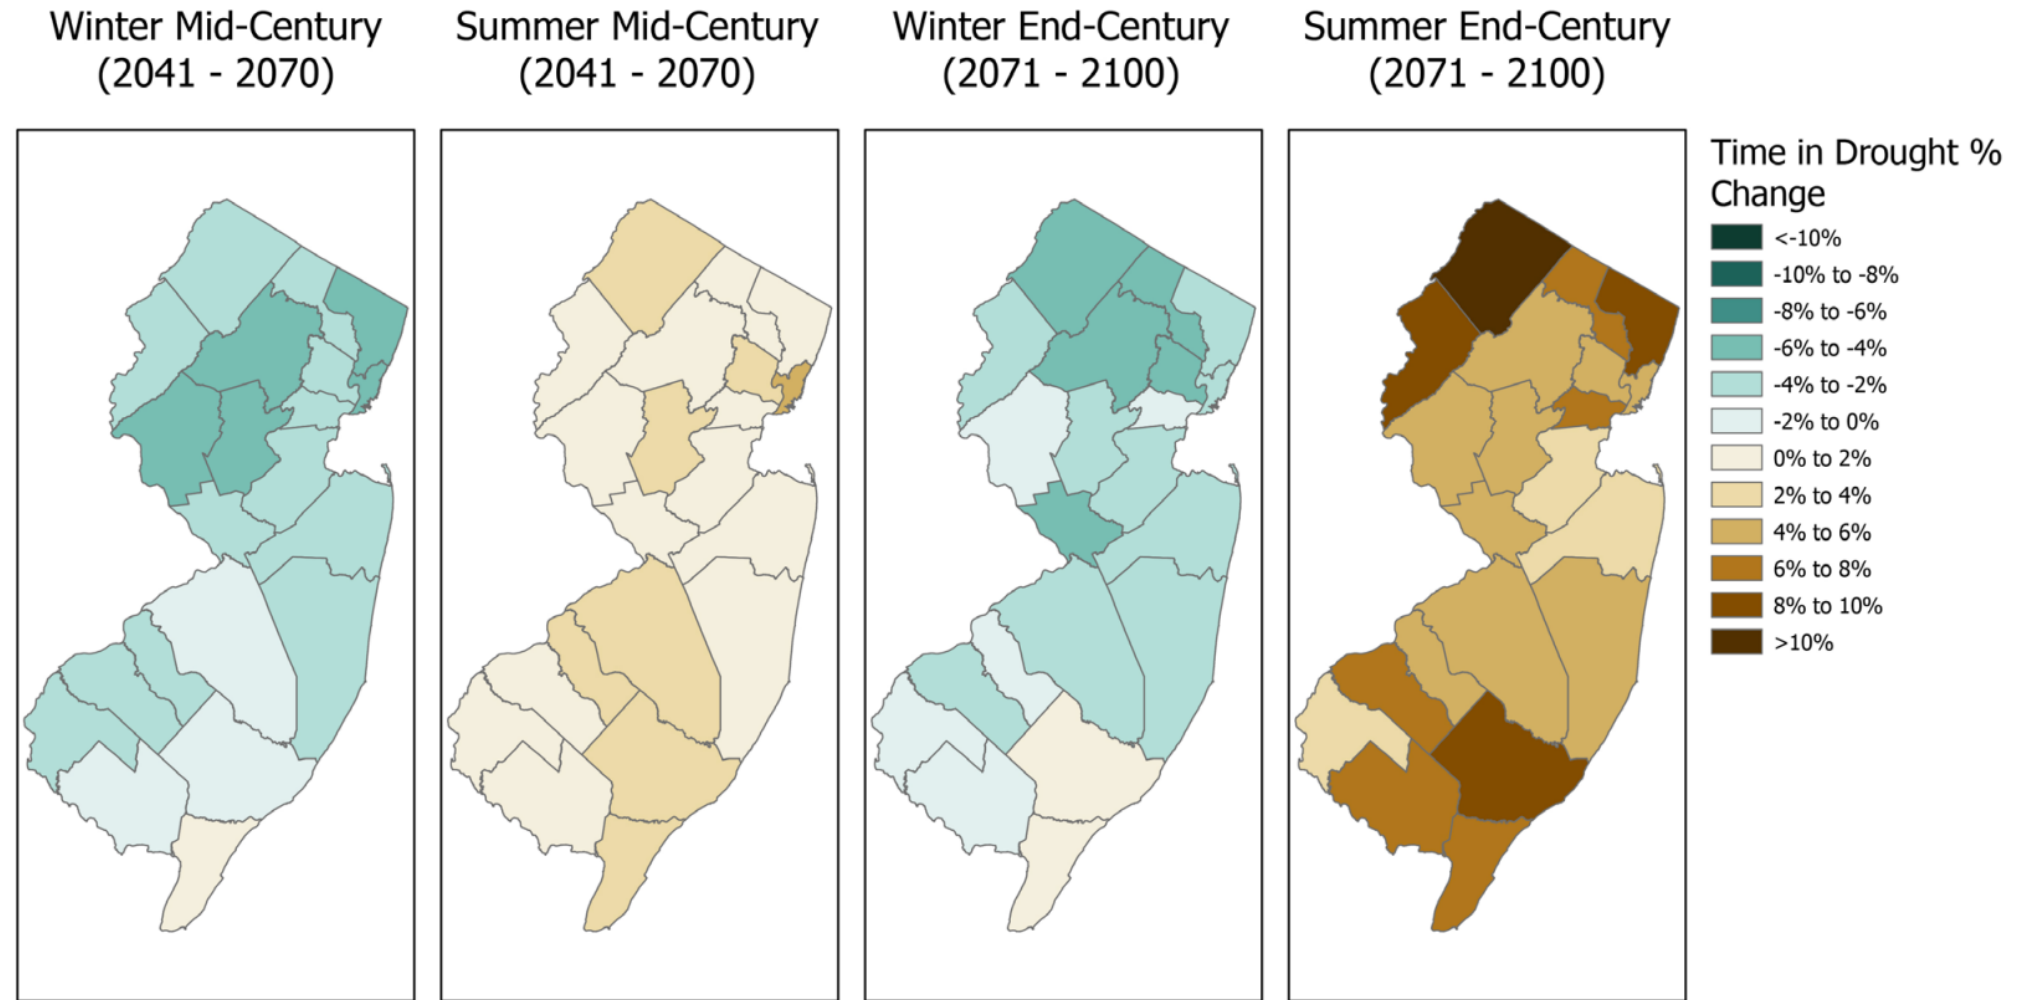 Winter Mid-Century
(2041 - 2070)
Summer Mid-Century
(2041 - 2070)
Winter End-Century
(2071 - 2100)
Summer End-Century
(2071 - 2100)
Time in Drought %
Change
<-10%
-10% to -8%
-8% to -6%
-6% to -4%
-4% to -2%
-2% to 0%
0% to 2%
2% to 4%
4% to 6%
6% to 8%
8% to 10%
>10%